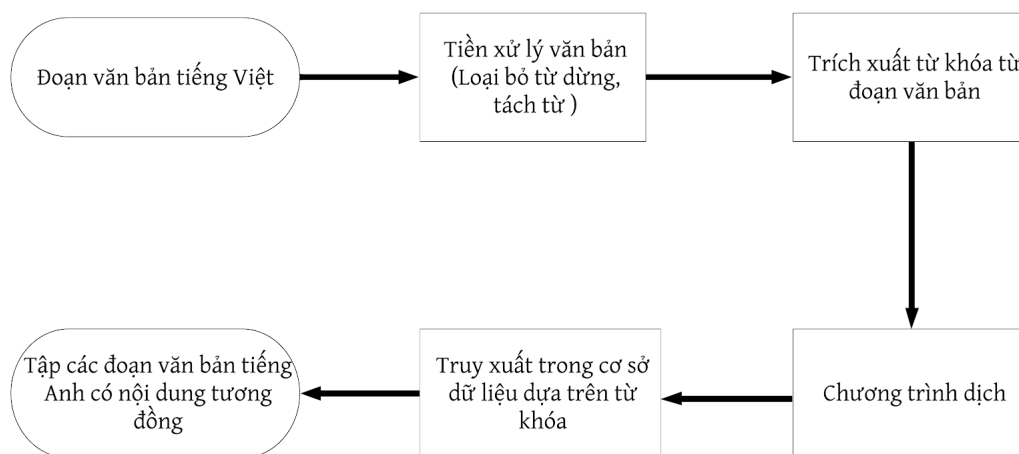 Đoạn văn bản tiếng Việt
Tiền xử lý văn bản
(Loại bỏ từ dừng,
tách từ )
Trích xuất từ khóa từ
đoạn văn bản
Chương trình dịch
Truy xuất trong cơ sở
dữ liệu dựa trên từ
khóa
Tập các đoạn văn bản tiếng
Anh có nội dung tương
đồng